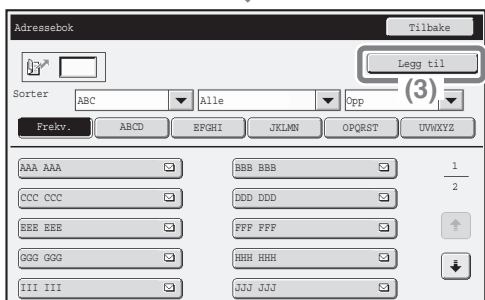 Adressebok Tilbake
Legg til
(3)
Sorter ABC Alle Opp
Frekv. ABCD EFGHI JKLMN OPQRST UVWXYZ
AAA AAA BBB BBB 1
CCC CCC DDD DDD 2
EEE EEE FFF FFF
GGG GGG HHH HHH
III III JJJ JJJ